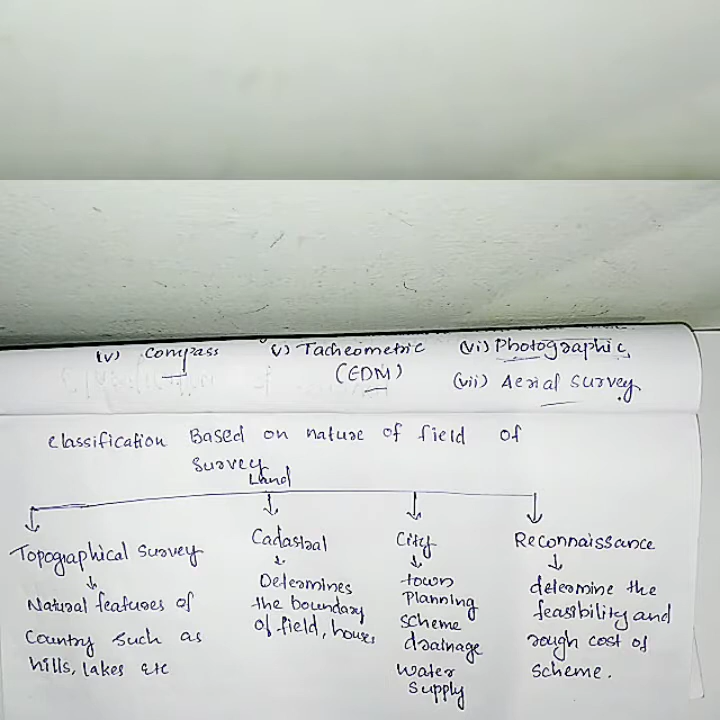 (v) Compass (v) Tacheometric (vi) Photographic
(EDM) (vii) Aerial Survey
Classification Based on nature of field of
Survey
Land
Topographical Survey
Natural features of
Country such as
hills, lakes etc
Cadastral
Determines
the boundary
of field, houses
City
town
Planning
scheme
drainage
Water
Supply
Reconnaissance
determine the
feasibility and
rough cost of
scheme.